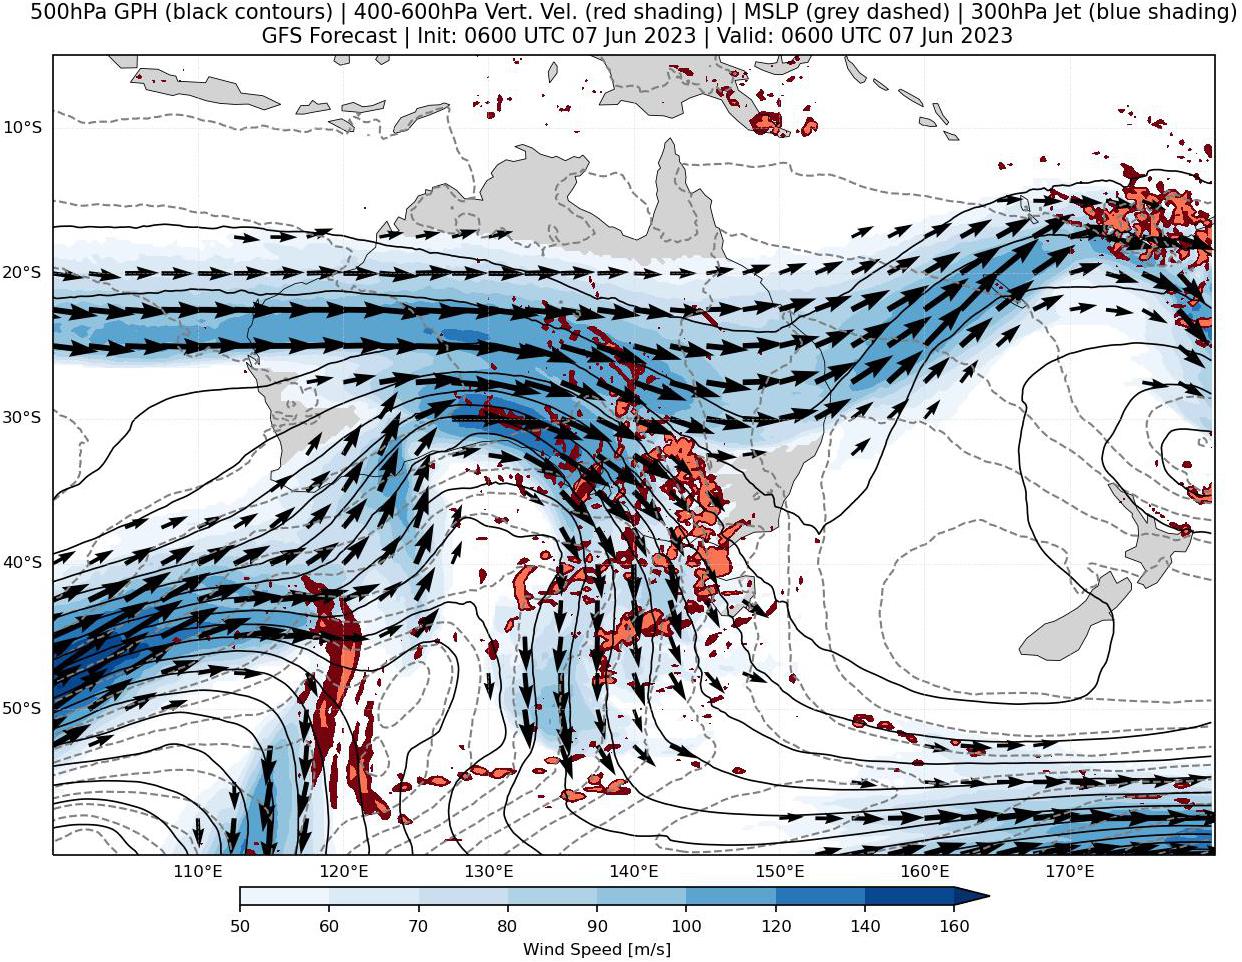 500hPa GPH (black contours) | 400-600hPa Vert. Vel. (red shading) | MSLP (grey dashed) | 300hPa Jet (blue shading)
GFS Forecast | Init: 0600 UTC 07 Jun 2023 | Valid: 0600 UTC 07 Jun 2023
10°S
20°S
30°S
40°S
50°S
110°E 120°E 130°E 140°E 150°E 160°E 170°E
50 60 70 80 90 100 120 140 160
Wind Speed [m/s]